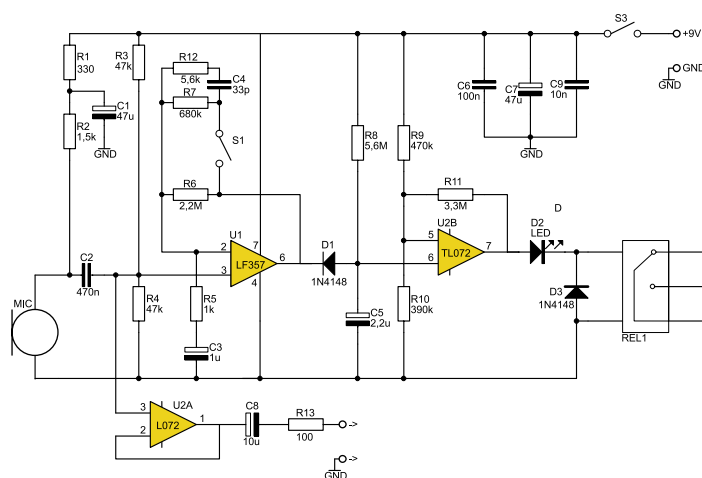 S3
+9V
GND
GND
R1
330
R3
47k
R12
5,6k
C4
33p
R7
680k
C1
47u
GND
R2
1,5k
S1
R8
5,6M
R9
470k
C6
100n
C7
47u
C9
10n
GND
R6
2,2M
R11
3,3M
D
U1
2
3
7
4
6
LF357
D1
1N4148
U2B
5
6
7
TL072
D2
LED
C2
470n
MIC
R4
47k
R5
1k
C3
1u
C5
2,2u
R10
390k
D3
1N4148
REL1
U2A
3
2
1
L072
C8
10u
R13
100
->
->
GND